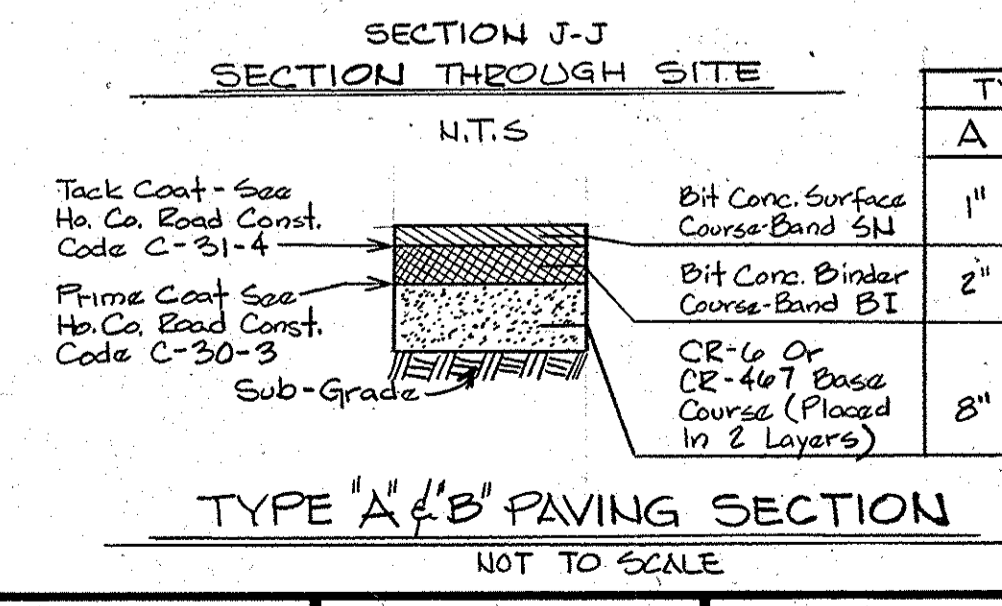 SECTION J-J
SECTION THROUGH SITE
N.T.S
Tack Coat - See
Ho. Co. Road Const.
Code C-31-4
Prime Coat See
Ho. Co. Road Const.
Code C-30-3
Sub-Grade
Bit Conc. Surface
Course-Band SN
Bit Conc. Binder
Course-Band BI
CR-6 Or
CR-467 Base
Course (Placed
In 2 Layers)
TY
A
1"
2"
8"
TYPE "A" & "B" PAVING SECTION
NOT TO SCALE